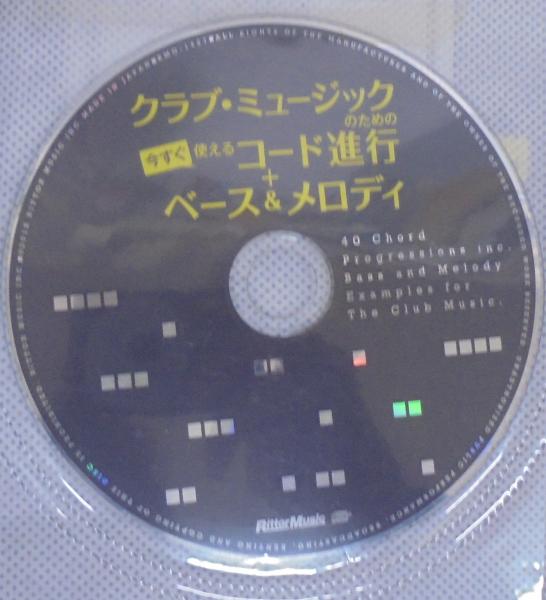 クラブ・ミュージック
のための
今すぐ使えるコード進行
+
ベース&メロディ
40 Chord
Progressions inc.
Bass and Melody
Examples for
The Club Music.
RittorMusic